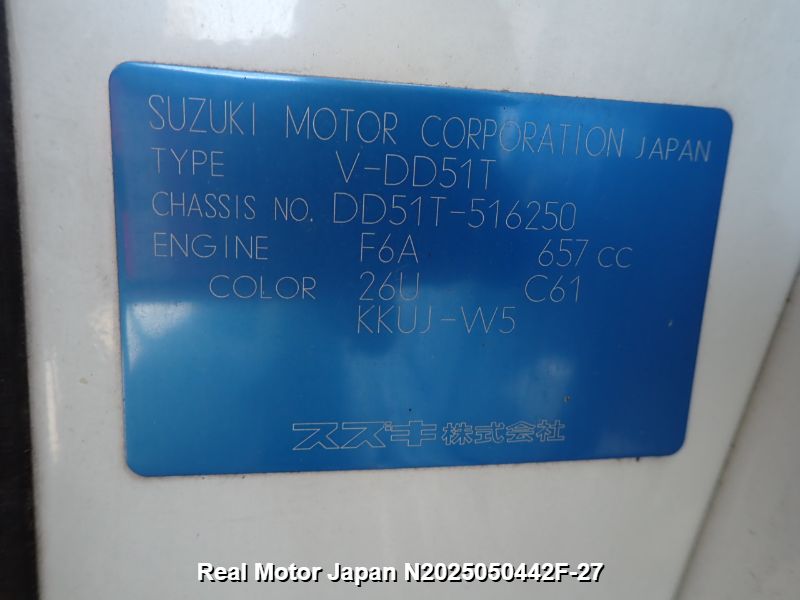 SUZUKI MOTOR CORPORATION JAPAN
TYPE V-DD51T
CHASSIS NO. DD51T-516250
ENGINE F6A 657 CC
COLOR 26U C61
KKUJ-W5
スズキ株式会社
Real Motor Japan N2025050442F-27